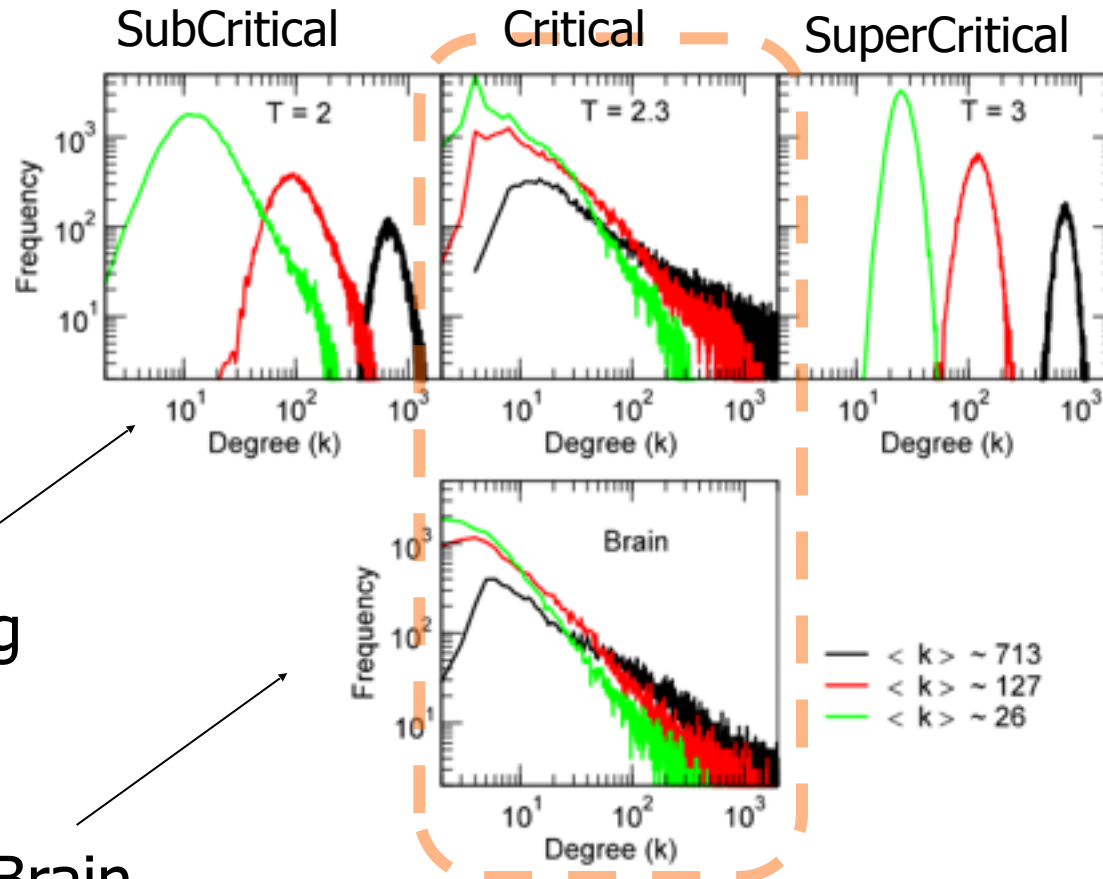 SubCritical
Critical
SuperCritical
T = 2
T = 2.3
T = 3
Frequency
10³
10²
10¹
10¹ 10² 10³
10¹ 10² 10³
10¹ 10² 10³
Degree (k)
Degree (k)
Degree (k)
Brain
Frequency
10³
10²
10¹
10¹ 10² 10³
Degree (k)
< k > ~ 713
< k > ~ 127
< k > ~ 26
g
Brain